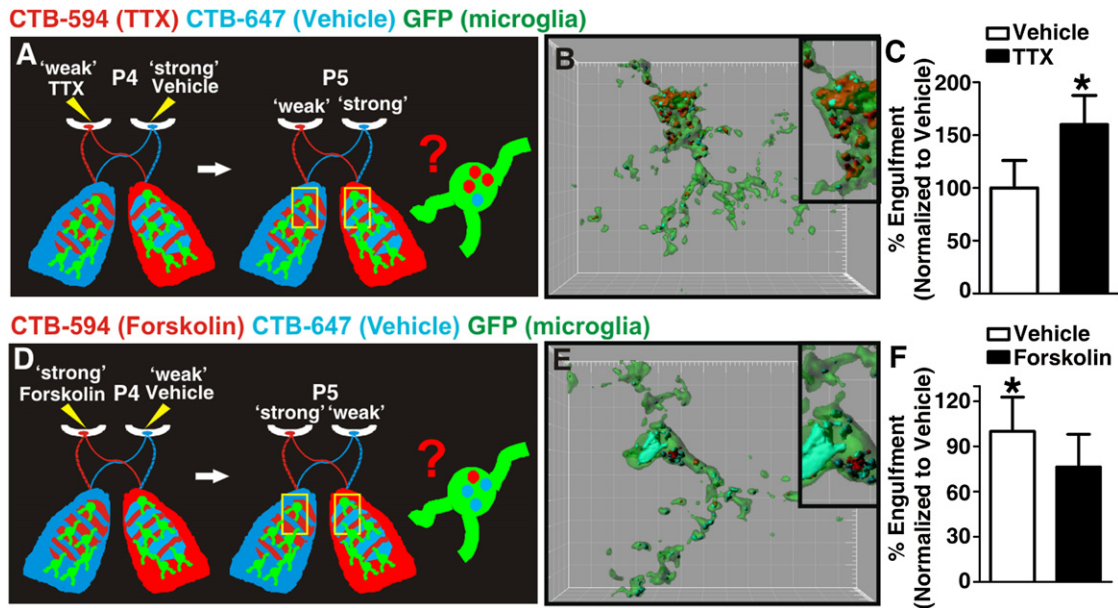 CTB-594 (TTX) CTB-647 (Vehicle) GFP (microglia)
A
'weak'
TTX
P4
'strong'
Vehicle
P5
'weak'
'strong'
?
B
C
Vehicle
TTX
% Engulfment
(Normalized to Vehicle)
200
150
100
50
0
*
CTB-594 (Forskolin) CTB-647 (Vehicle) GFP (microglia)
D
'strong'
Forskolin
P4
'weak'
Vehicle
P5
'strong'
'weak'
?
E
F
Vehicle
Forskolin
% Engulfment
(Normalized to Vehicle)
120
90
60
30
0
*